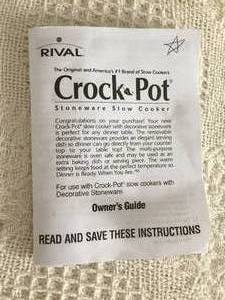 RIVAL
The Original and America's #1 Brand of Slow Cookers
Crock-Pot®
Stoneware Slow Cooker
Congratulations on your purchase! Your new
Crock-Pot® slow cooker with decorative stoneware
is perfect for any dinner table. The removable
decorative stoneware provides an elegant serving
dish so dinner can go directly from your counter
top to your table top! The multi-purpose
stoneware is oven safe and may be used as an
extra baking dish or serving piece. The warm
setting keeps food at the perfect temperature so
Dinner is Ready When You Are.™
For use with Crock-Pot® slow cookers with
Decorative Stoneware.
Owner's Guide
READ AND SAVE THESE INSTRUCTIONS